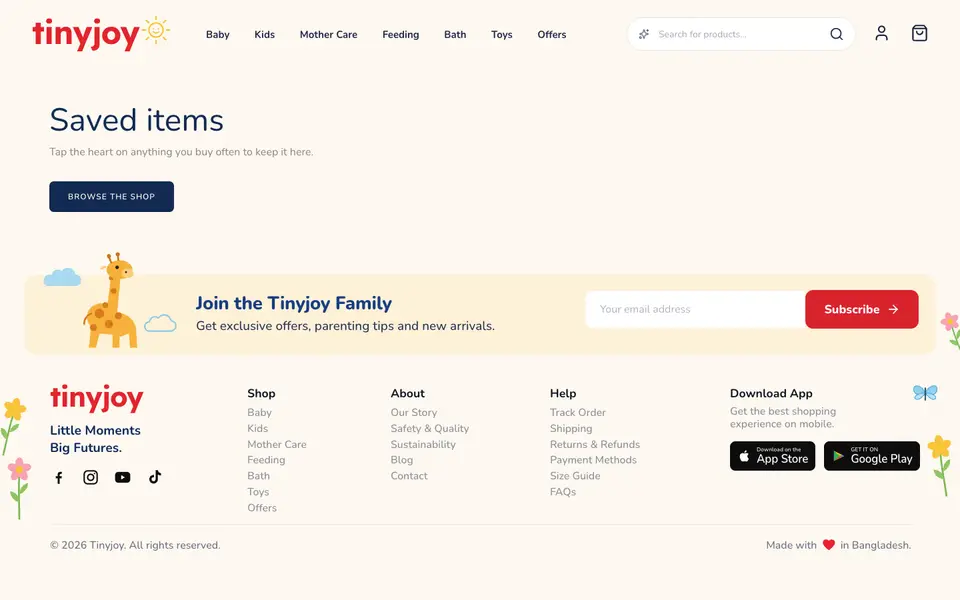 tinyjoy
Baby
Kids
Mother Care
Feeding
Bath
Toys
Offers
Search for products...
Saved items
Tap the heart on anything you buy often to keep it here.
BROWSE THE SHOP
Join the Tinyjoy Family
Get exclusive offers, parenting tips and new arrivals.
Your email address
Subscribe
tinyjoy
Little Moments
Big Futures.
Shop
Baby
Kids
Mother Care
Feeding
Bath
Toys
Offers
About
Our Story
Safety & Quality
Sustainability
Blog
Contact
Help
Track Order
Shipping
Returns & Refunds
Payment Methods
Size Guide
FAQs
Download App
Get the best shopping
experience on mobile.
Download on the
App Store
GET IT ON
Google Play
© 2026 Tinyjoy. All rights reserved.
Made with ❤ in Bangladesh.